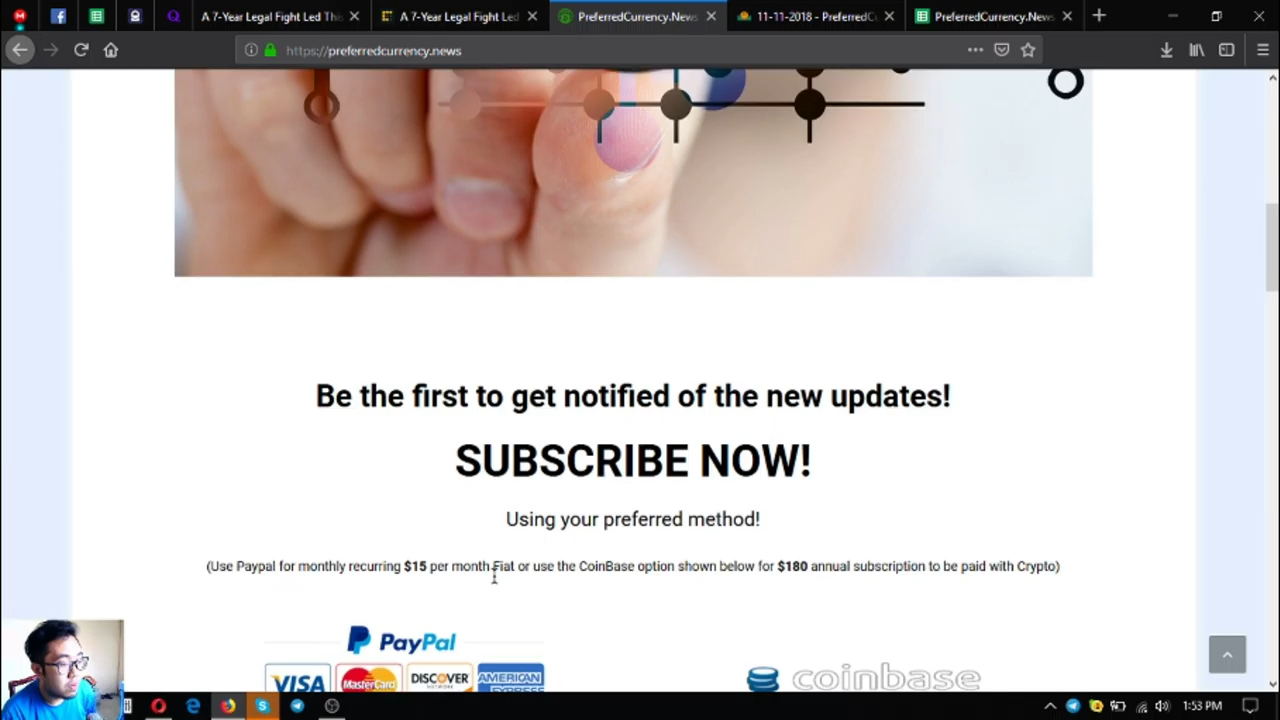 A 7-Year Legal Fight Led This
A 7-Year Legal Fight Led
PreferredCurrency.News
11-11-2018 - PreferredCu
PreferredCurrency.News
https://preferredcurrency.news
Be the first to get notified of the new updates!
SUBSCRIBE NOW!
Using your preferred method!
(Use Paypal for monthly recurring $15 per month Fiat or use the CoinBase option shown below for $180 annual subscription to be paid with Crypto)
PayPal
coinbase
VISA MasterCard DISCOVER AMERICAN
1:53 PM